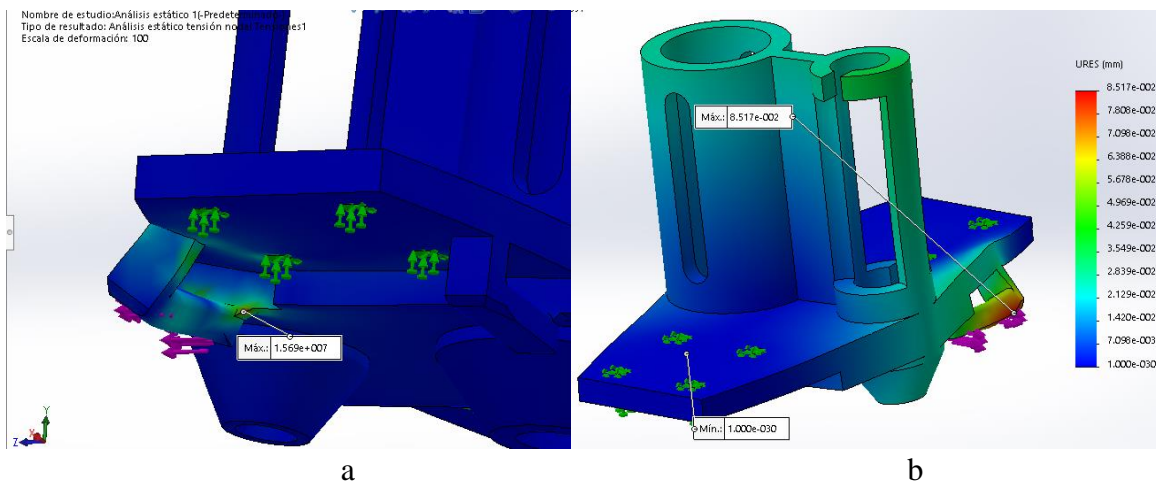 Nombre de estudio:Análisis estático 1(-Predeterminado
Tipo de resultado: Análisis estático tensión
Escala de deformación: 100
Máx.: 1.569e+007
Y
X
Z
a
URES (mm)
8.517e-002
7.808e-002
7.098e-002
6.388e-002
5.678e-002
4.969e-002
4.259e-002
3.549e-002
2.839e-002
2.129e-002
1.420e-002
7.098e-003
1.000e-030
Máx.: 8.517e-002
Mín.: 1.000e-030
b